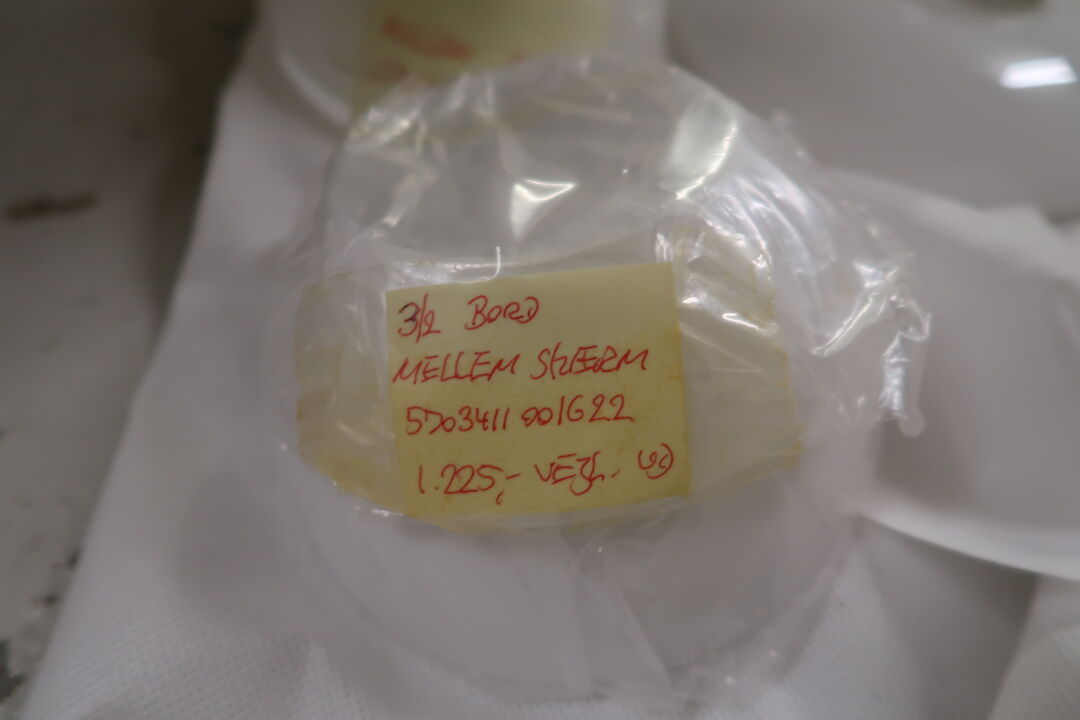 3/2 BORD
MELLEM SKÆRM
5703411 001622
1.225,- VEJL.